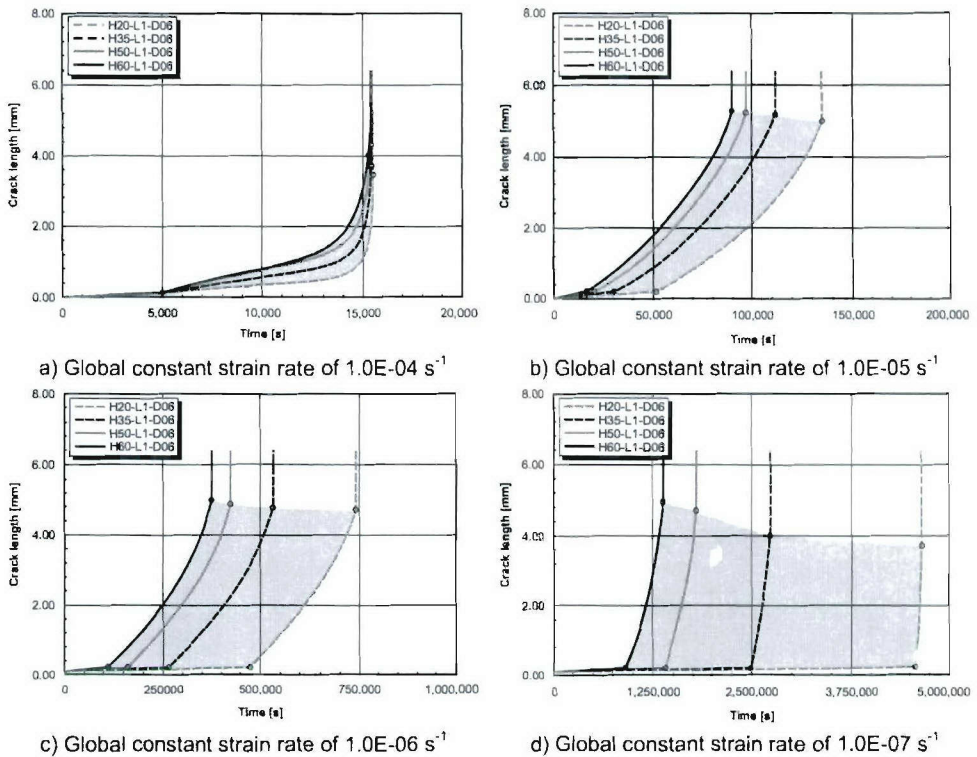 8.00
H20-L1-D06
H35-L1-D06
H50-L1-D06
H60-L1-D06
6.00
4.00
2.00
0.00
Crack length [mm]
0
5,000
10,000
15,000
20,000
Time [s]
a) Global constant strain rate of 1.0E-04 s⁻¹
8.00
H20-L1-D06
H35-L1-D06
H50-L1-D06
H60-L1-D06
6.00
4.00
2.00
0.00
Crack length [mm]
0
50,000
100,000
150,000
200,000
Time [s]
b) Global constant strain rate of 1.0E-05 s⁻¹
8.00
H20-L1-D06
H35-L1-D06
H50-L1-D06
H60-L1-D06
6.00
4.00
2.00
0.00
Crack length [mm]
0
250000
500,000
750,000
1,000,000
Time [s]
c) Global constant strain rate of 1.0E-06 s⁻¹
8.00
H20-L1-D06
H35-L1-D06
H50-L1-D06
H60-L1-D06
6.00
4.00
2.00
0.00
Crack length [mm]
0
1,250,000
2,500,000
3,750,000
5,000,000
Time [s]
d) Global constant strain rate of 1.0E-07 s⁻¹